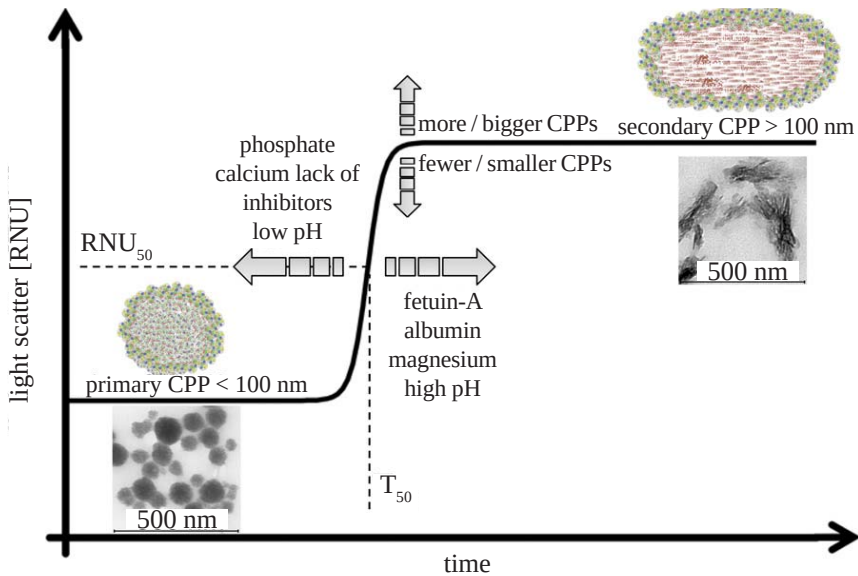 light scatter [RNU]
phosphate
calcium lack of
inhibitors
low pH
more / bigger CPPs
fewer / smaller CPPs
secondary CPP > 100 nm
500 nm
RNU₅₀
fetuin-A
albumin
magnesium
high pH
primary CPP < 100 nm
500 nm
T₅₀
time